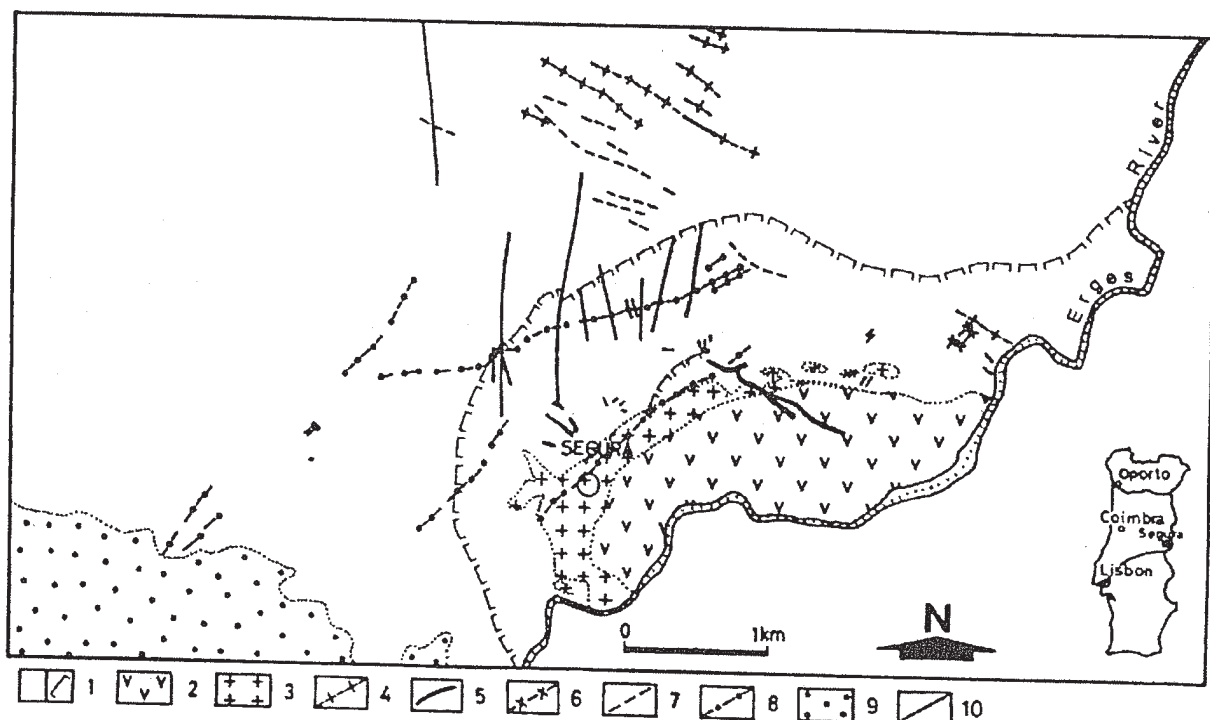 River
Erges
SEGURA
Oporto
Coimbra
Segura
Lisbon
N
0 1km
1 2 3 4 5 6 7 8 9 10